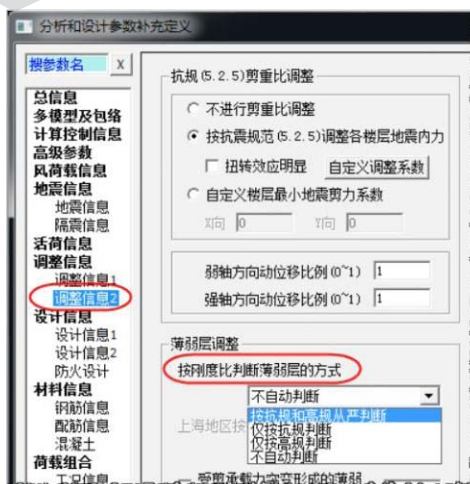 分析和设计参数补充定义
搜参数名 X
总信息
多模型及包络
计算控制信息
高级参数
风荷载信息
地震信息
地震信息
隔震信息
活荷信息
调整信息
调整信息1
调整信息2
设计信息
设计信息1
设计信息2
防火设计
材料信息
钢筋信息
配筋信息
混凝土
荷载组合
工况信息
抗规(5.2.5)剪重比调整
不进行剪重比调整
按抗震规范(5.2.5)调整各楼层地震内力
扭转效应明显 自定义调整系数
自定义楼层最小地震剪力系数
X向 0 Y向 0
弱轴方向动位移比例(0~1) 1
强轴方向动位移比例(0~1) 1
薄弱层调整
按刚度比判断薄弱层的方式
不自动判断
按抗规和高规从严判断
上海地区按
仅按抗规判断
仅按高规判断
不自动判断
受剪承载力突变形成的薄弱